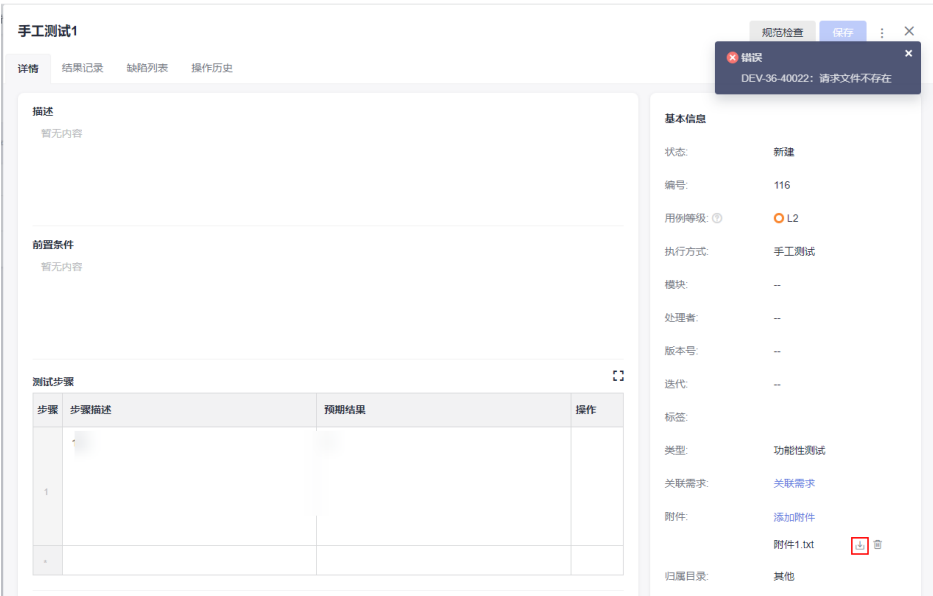 手工测试1
规范检查
保存
错误
DEV-36-40022：请求文件不存在
详情 结果记录 缺陷列表 操作历史
描述
暂无内容
前置条件
暂无内容
测试步骤
步骤 步骤描述 预期结果 操作
1
基本信息
状态: 新建
编号: 116
用例等级: L2
执行方式: 手工测试
模块: --
处理者: --
版本号: --
迭代: --
标签:
类型: 功能性测试
关联需求: 关联需求
附件: 添加附件
附件1.txt
归属目录: 其他